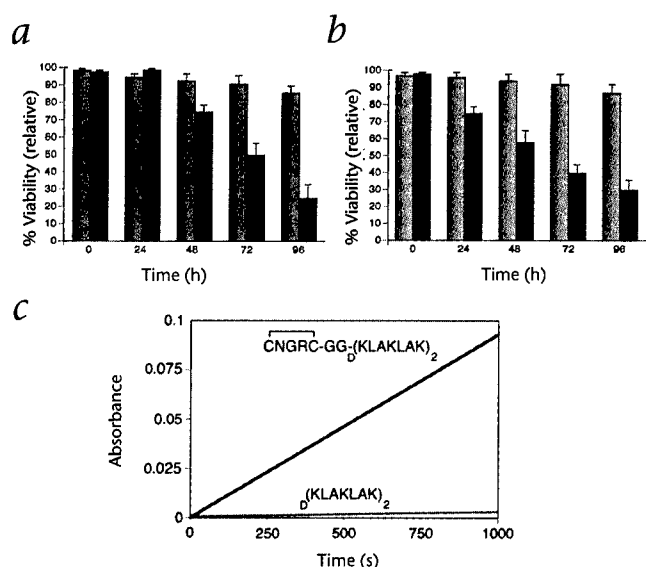 a
% Viability (relative)
100
90
80
70
60
50
40
30
20
10
0
0 24 48 72 96
Time (h)
b
% Viability (relative)
100
90
80
70
60
50
40
30
20
10
0
0 24 48 72 96
Time (h)
c
Absorbance
0.1
0.075
0.05
0.025
0
CNGRC-GG-D(KLAKLAK)2
D(KLAKLAK)2
0 250 500 750 1000
Time (s)